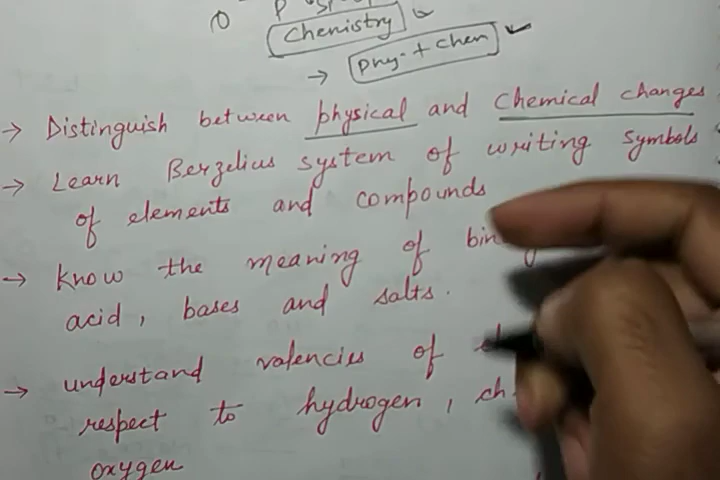 Chemistry
→ Phy. + Chem
→ Distinguish between physical and Chemical changes
→ Learn Berzelius system of writing symbols
of elements and compounds
→ Know the meaning of
acid, bases and salts.
→ understand valencies of
respect to hydrogen,
oxygen